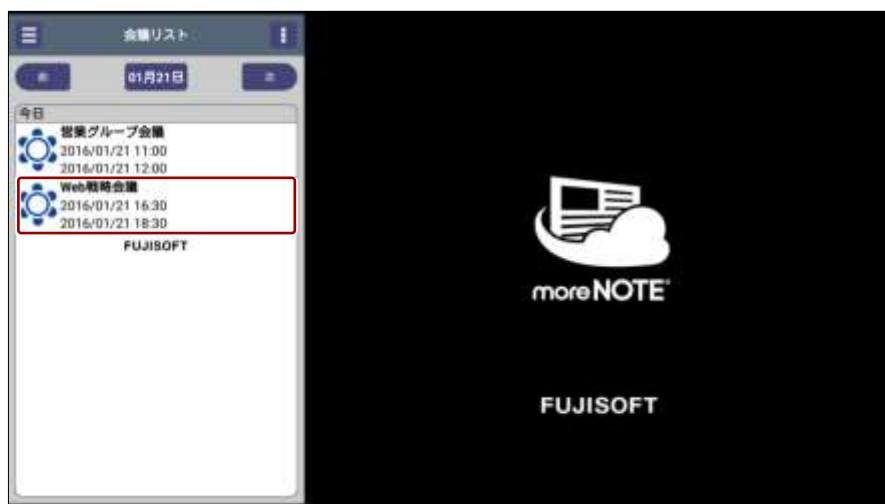 会議リスト
前
01月21日
次
今日
営業グループ会議
2016/01/21 11:00
2016/01/21 12:00
Web戦略会議
2016/01/21 16:30
2016/01/21 18:30
FUJISOFT
moreNOTE®
FUJISOFT